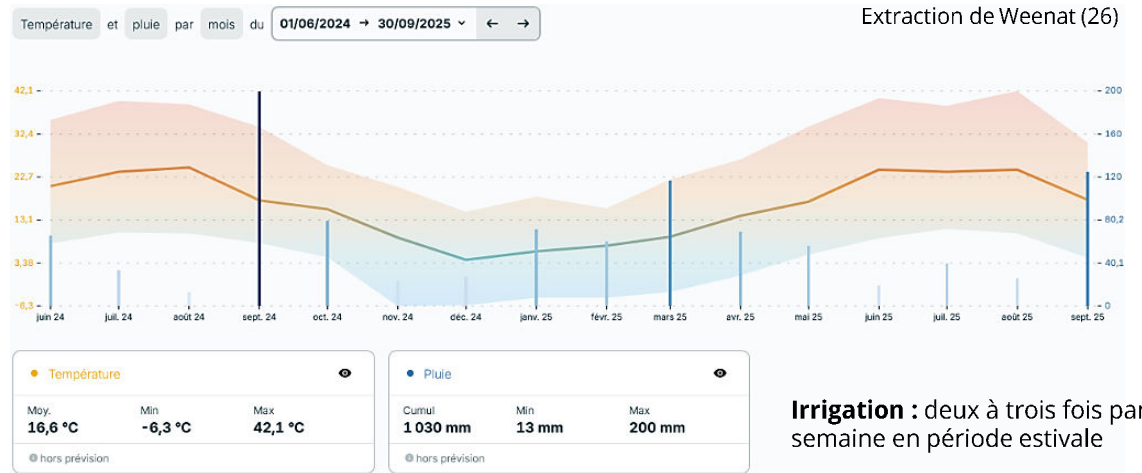 Température et pluie par mois du 01/06/2024 → 30/09/2025 ← →
Extraction de Weenat (26)
42,1
32,4
22,7
13,1
3,38
-6,3
200
160
120
80,2
40,1
0
juin 24 juil. 24 août 24 sept. 24 oct. 24 nov. 24 déc. 24 janv. 25 févr. 25 mars 25 avr. 25 mai 25 juin 25 juil. 25 août 25 sept. 25
Température
Moy. Min Max
16,6 °C -6,3 °C 42,1 °C
hors prévision
Pluie
Cumul Min Max
1 030 mm 13 mm 200 mm
hors prévision
Irrigation : deux à trois fois par
semaine en période estivale